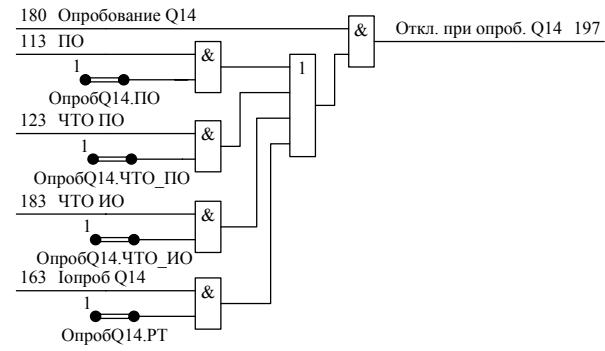 180 Опробование Q14
&
Откл. при опроб. Q14 197
113 ПО
&
1
1
ОпробQ14.ПО
123 ЧТО ПО
&
1
ОпробQ14.ЧТО_ПО
183 ЧТО ИО
&
1
ОпробQ14.ЧТО_ИО
163 Iопроб Q14
&
1
ОпробQ14.РТ